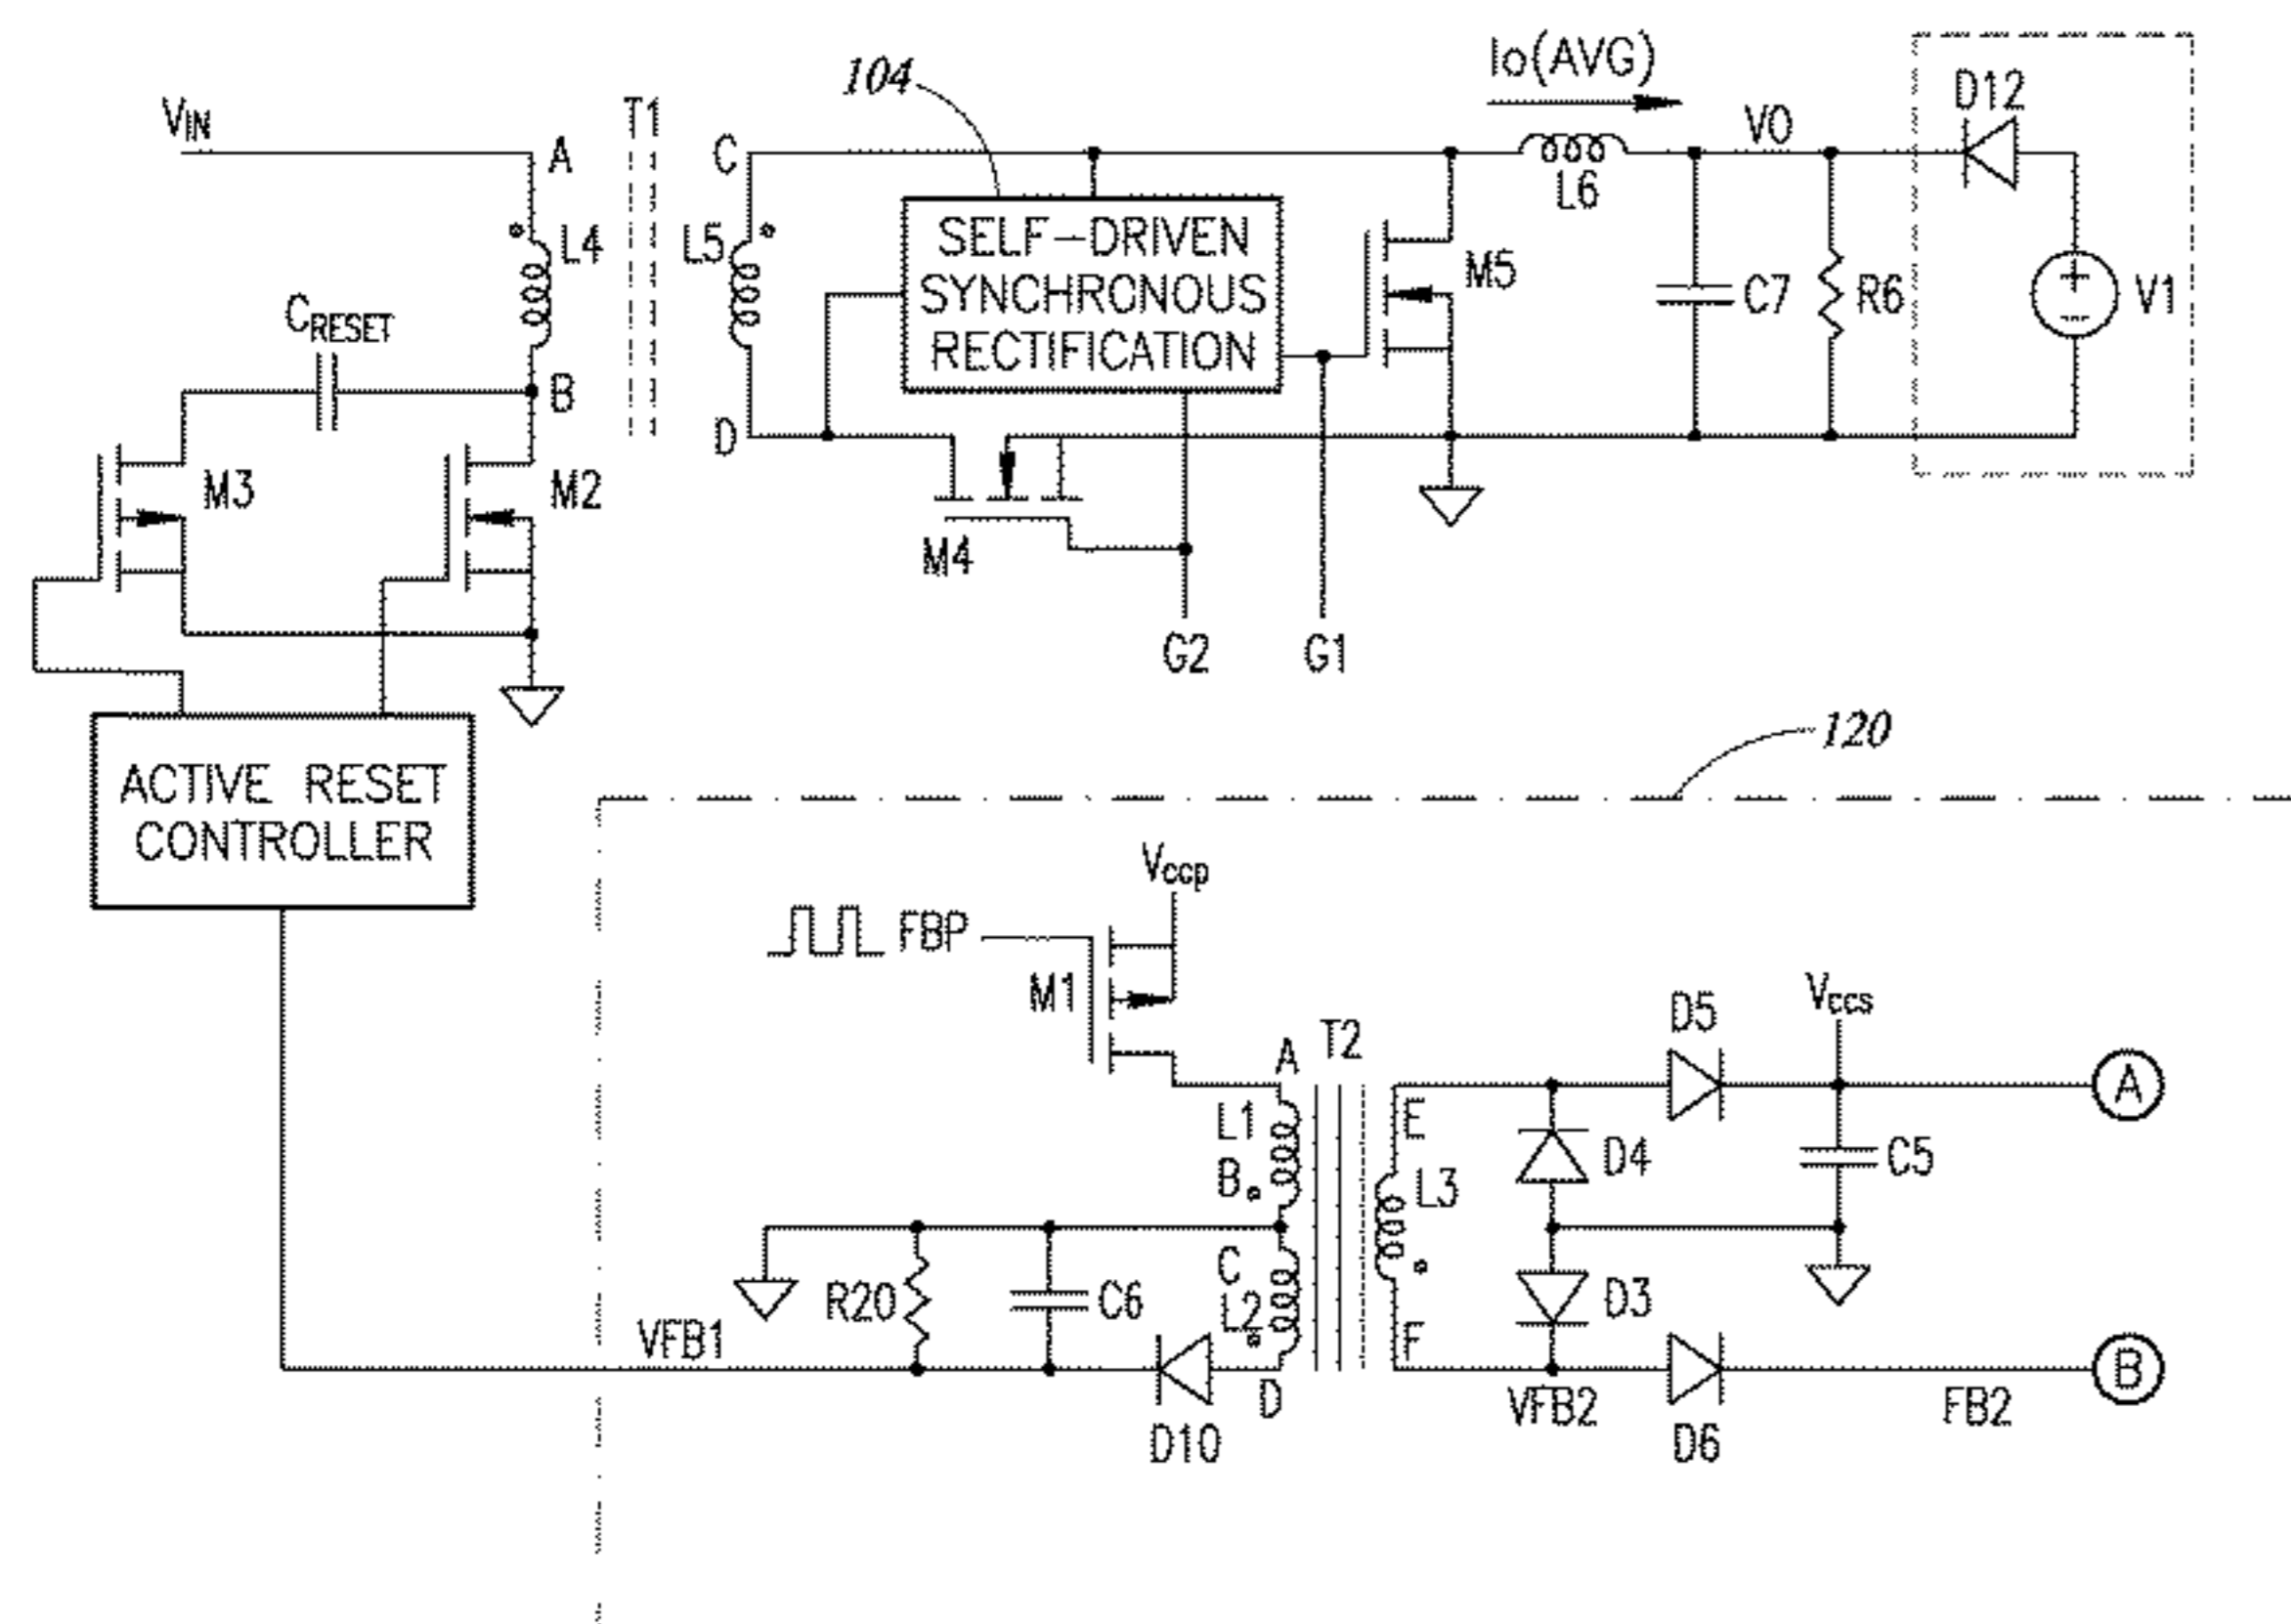 Io(AVG)
104
D12
VIN
T1
A
C
VO
L4
L5
SELF-DRIVEN
SYNCHRONOUS
RECTIFICATION
M5
L6
C7
R6
V1
CRESET
B
D
M3
M2
M4
G2
G1
ACTIVE RESET
CONTROLLER
120
Vccp
FBP
M1
A
T2
D5
Vccs
A
L1
B
E
L3
D4
C5
C
L2
R20
C6
D3
VFB1
F
D
D10
VFB2
D6
FB2
B